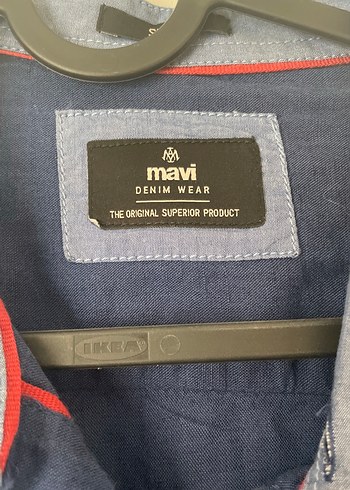 mavi
DENIM WEAR
THE ORIGINAL SUPERIOR PRODUCT
IKEA